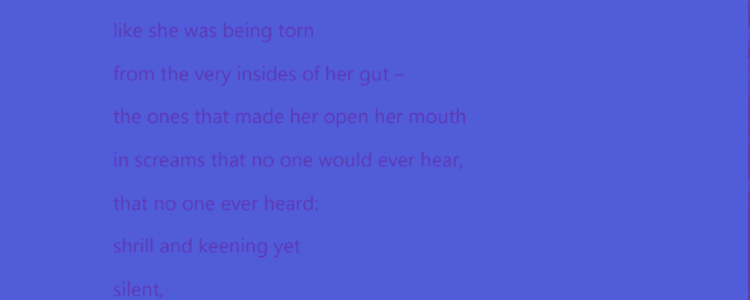 like she was being torn
from the very insides of her gut –
the ones that made her open her mouth
in screams that no one would ever hear,
that no one ever heard:
shrill and keening yet
silent,